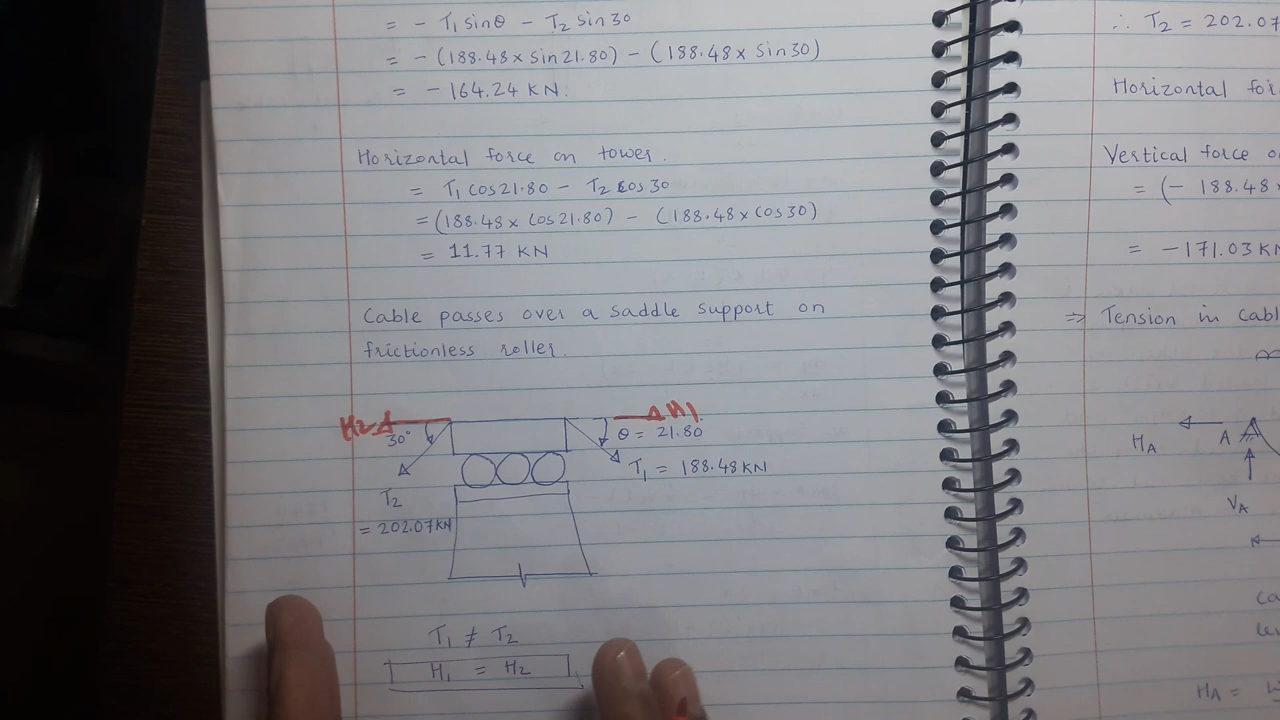 = - T₁ sinθ - T₂ sin 30
= - (188.48 × sin 21.80) - (188.48 × sin 30)
= - 164.24 KN.
Horizontal force on tower.
= T₁ cos 21.80 - T₂ cos 30
= (188.48 × cos 21.80) - (188.48 × cos 30)
= 11.77 KN
Cable passes over a saddle support on
frictionless roller.
H2
H1
30°
θ = 21.80
T₁ = 188.48 KN
T₂
= 202.07 KN
T₁ ≠ T₂
H₁ = H₂
∴ T₂ = 202.07
Horizontal
Vertical force
= (- 188.48
= - 171.03 KN
⇒ Tension in
H_A
A
V_A
H_A =